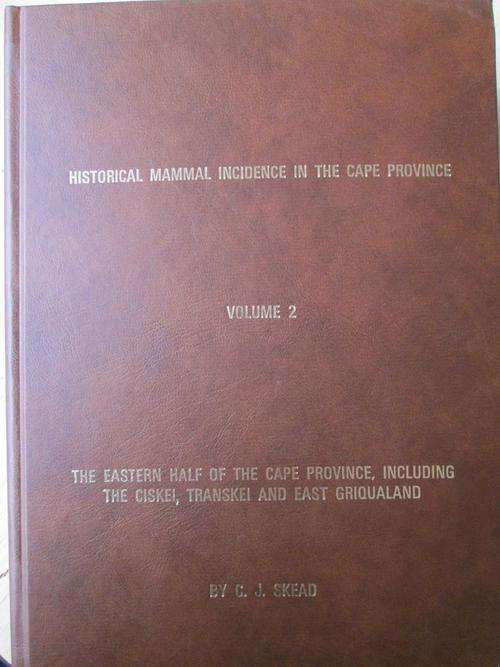 HISTORICAL MAMMAL INCIDENCE IN THE CAPE PROVINCE
VOLUME 2
THE EASTERN HALF OF THE CAPE PROVINCE, INCLUDING
THE CISKEI, TRANSKEI AND EAST GRIQUALAND
BY C. J. SKEAD